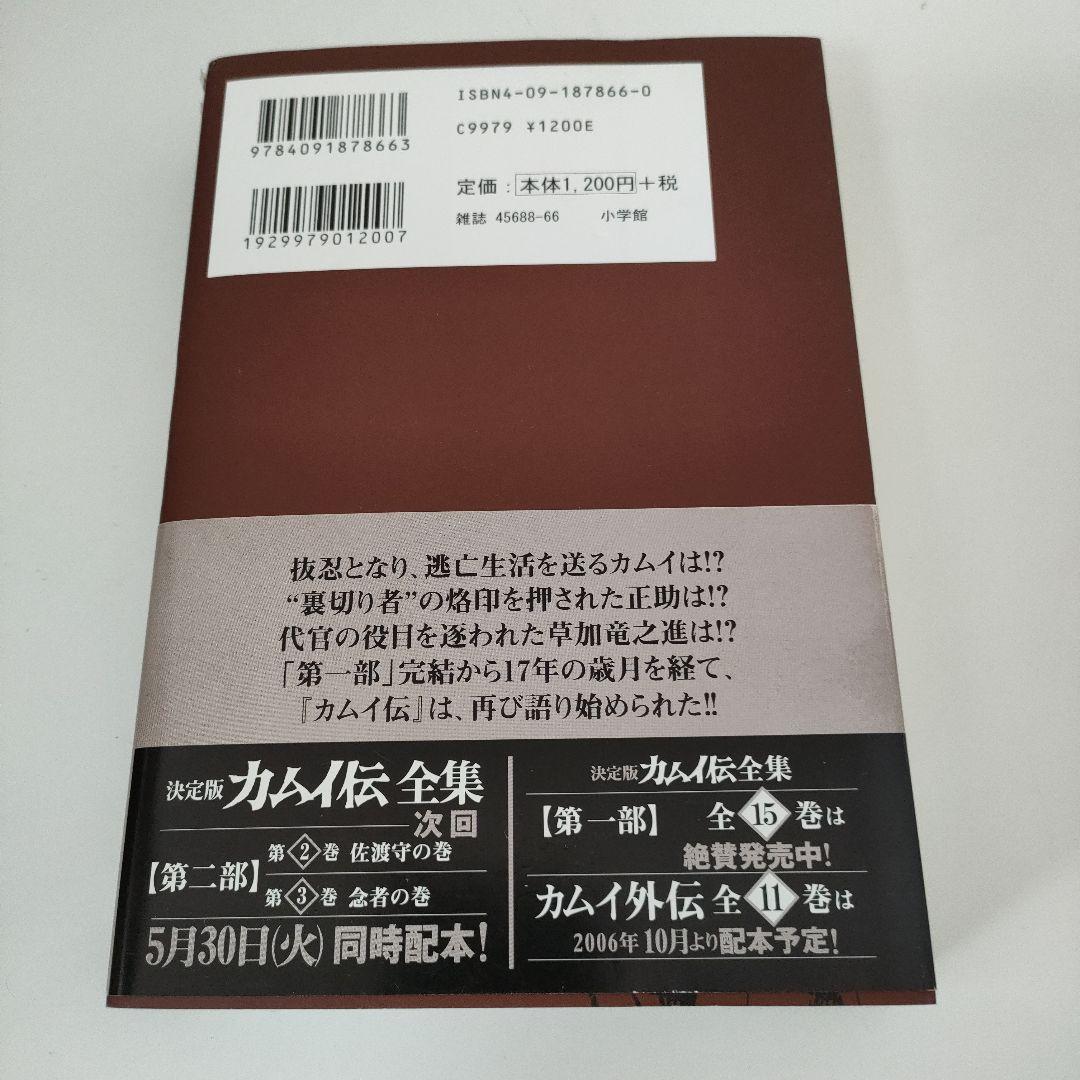 ISBN4-09-187866-0
C9979 ¥1200E
9784091878663
定価：本体1,200円+税
雑誌 45688-66 小学館
1929979012007
抜忍となり、逃亡生活を送るカムイは!?
“裏切り者”の烙印を押された正助は!?
代官の役目を逐われた草加竜之進は!?
「第一部」完結から17年の歳月を経て、
『カムイ伝』は、再び語り始められた!!
決定版 カムイ伝 全集
次回
【第二部】
第2巻 佐渡守の巻
第3巻 念者の巻
5月30日(火)同時配本!
決定版 カムイ伝全集
【第一部】 全15巻は
絶賛発売中!
カムイ外伝 全11巻は
2006年10月より配本予定!